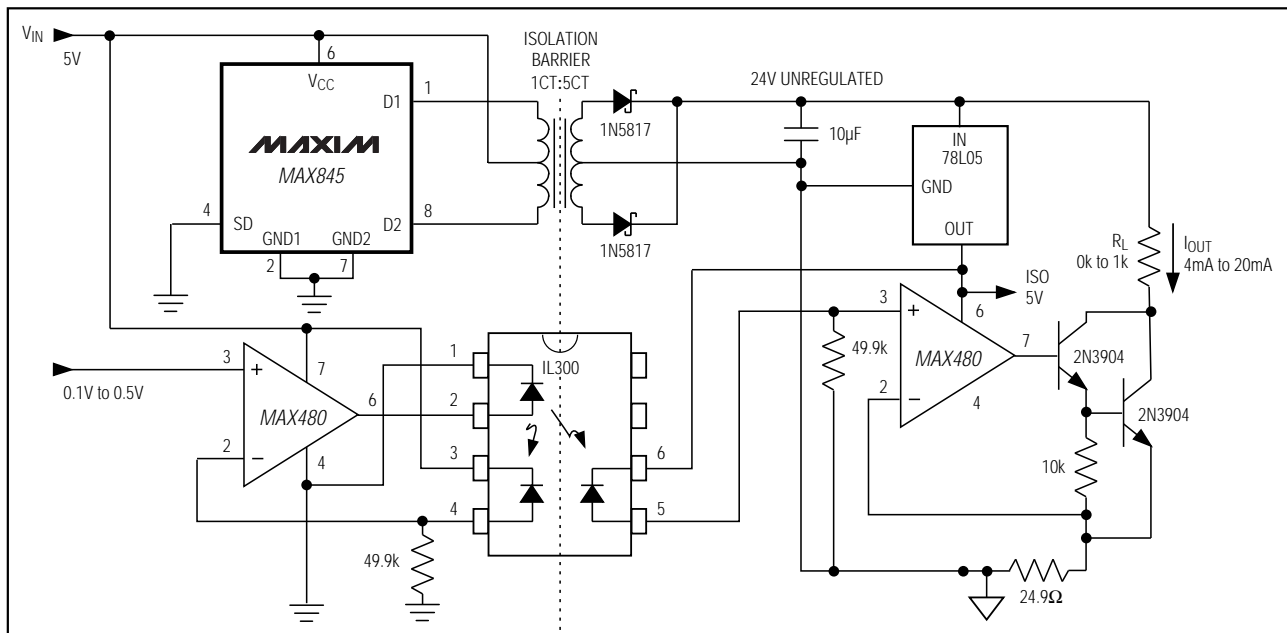 VIN
5V
6
VCC
MAXIM
MAX845
1
D1
8
D2
4
SD
GND1
GND2
2
7
ISOLATION
BARRIER
1CT:5CT
1N5817
1N5817
24V UNREGULATED
10µF
IN
78L05
GND
OUT
RL
0k to 1k
IOUT
4mA to 20mA
ISO
5V
3
0.1V to 0.5V
+
7
MAX480
6
2
−
4
49.9k
1
2
3
4
IL300
6
5
49.9k
3
+
6
MAX480
7
2
−
4
2N3904
2N3904
10k
24.9Ω